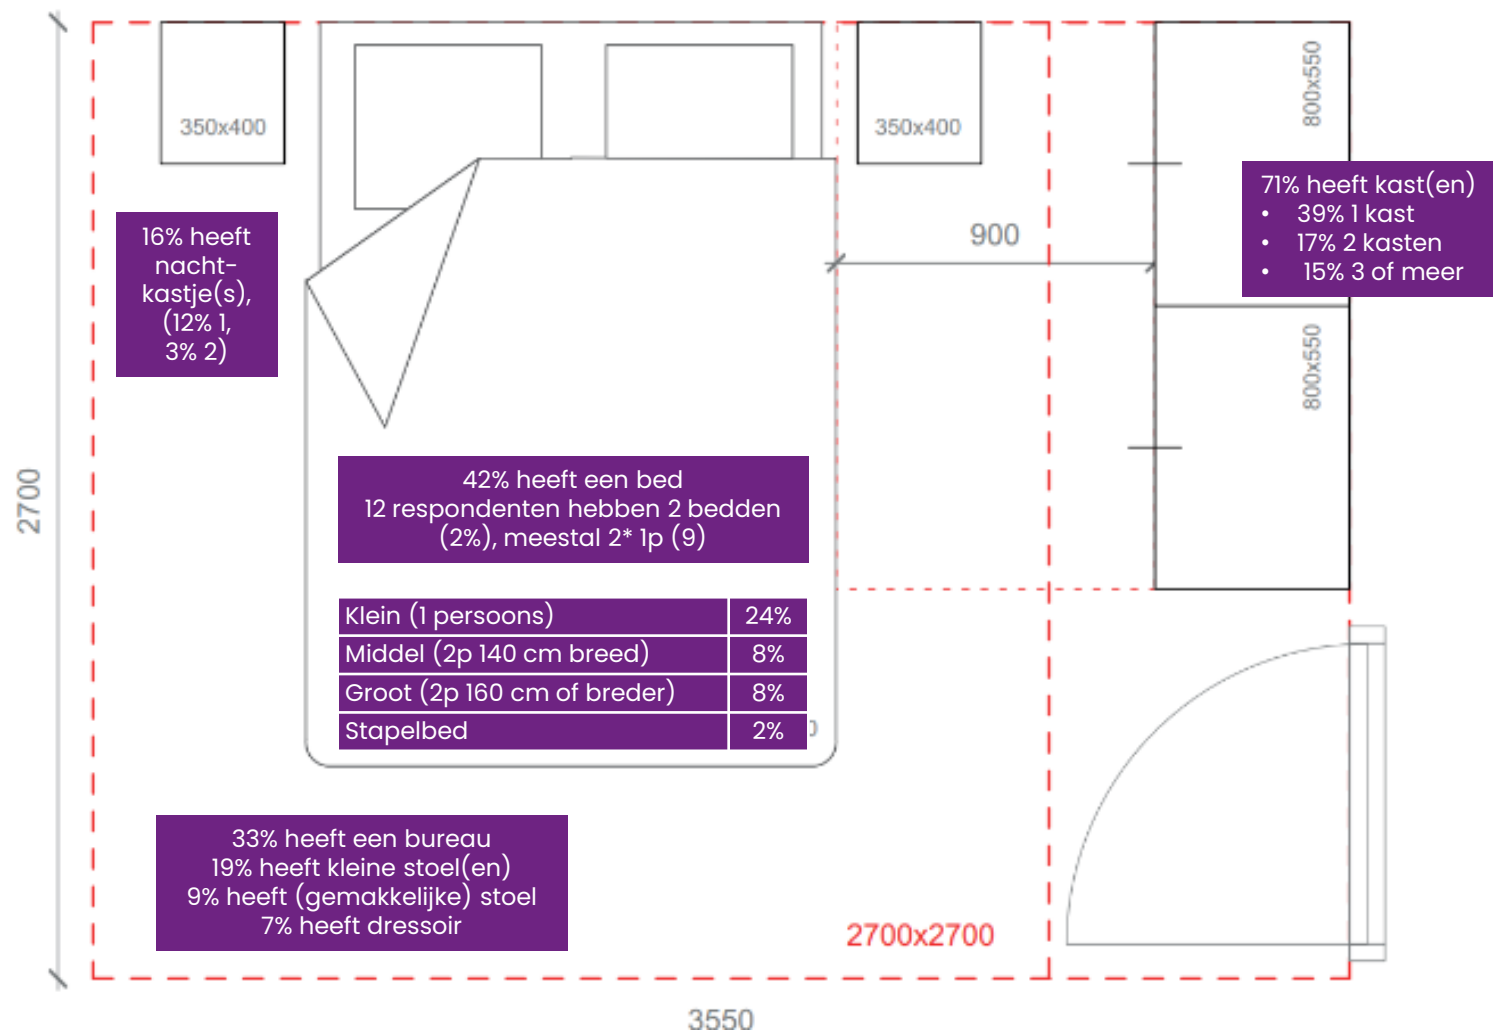 350x400
350x400
800x550
16% heeft
nacht-
kastje(s),
(12% 1,
3% 2)
900
71% heeft kast(en)
• 39% 1 kast
• 17% 2 kasten
• 15% 3 of meer
800x550
2700
42% heeft een bed
12 respondenten hebben 2 bedden
(2%), meestal 2* 1p (9)
Klein (1 persoons) 24%
Middel (2p 140 cm breed) 8%
Groot (2p 160 cm of breder) 8%
Stapelbed 2%
33% heeft een bureau
19% heeft kleine stoel(en)
9% heeft (gemakkelijke) stoel
7% heeft dressoir
2700x2700
3550